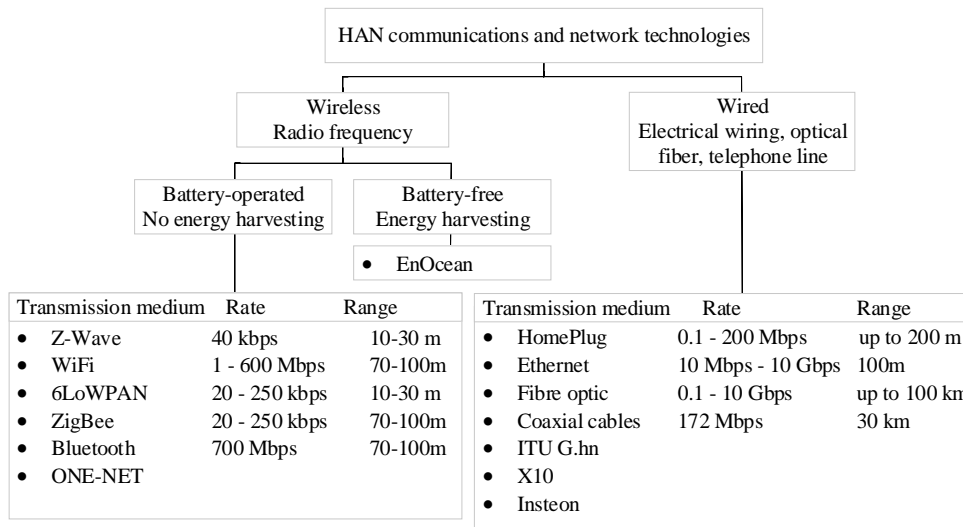 HAN communications and network technologies
Wireless
Radio frequency
Wired
Electrical wiring, optical
fiber, telephone line
Battery-operated
No energy harvesting
Battery-free
Energy harvesting
• EnOcean
Transmission medium Rate Range
• Z-Wave 40 kbps 10-30 m
• WiFi 1 - 600 Mbps 70-100m
• 6LoWPAN 20 - 250 kbps 10-30 m
• ZigBee 20 - 250 kbps 70-100m
• Bluetooth 700 Mbps 70-100m
• ONE-NET
Transmission medium Rate Range
• HomePlug 0.1 - 200 Mbps up to 200 m
• Ethernet 10 Mbps - 10 Gbps 100m
• Fibre optic 0.1 - 10 Gbps up to 100 km
• Coaxial cables 172 Mbps 30 km
• ITU G.hn
• X10
• Insteon